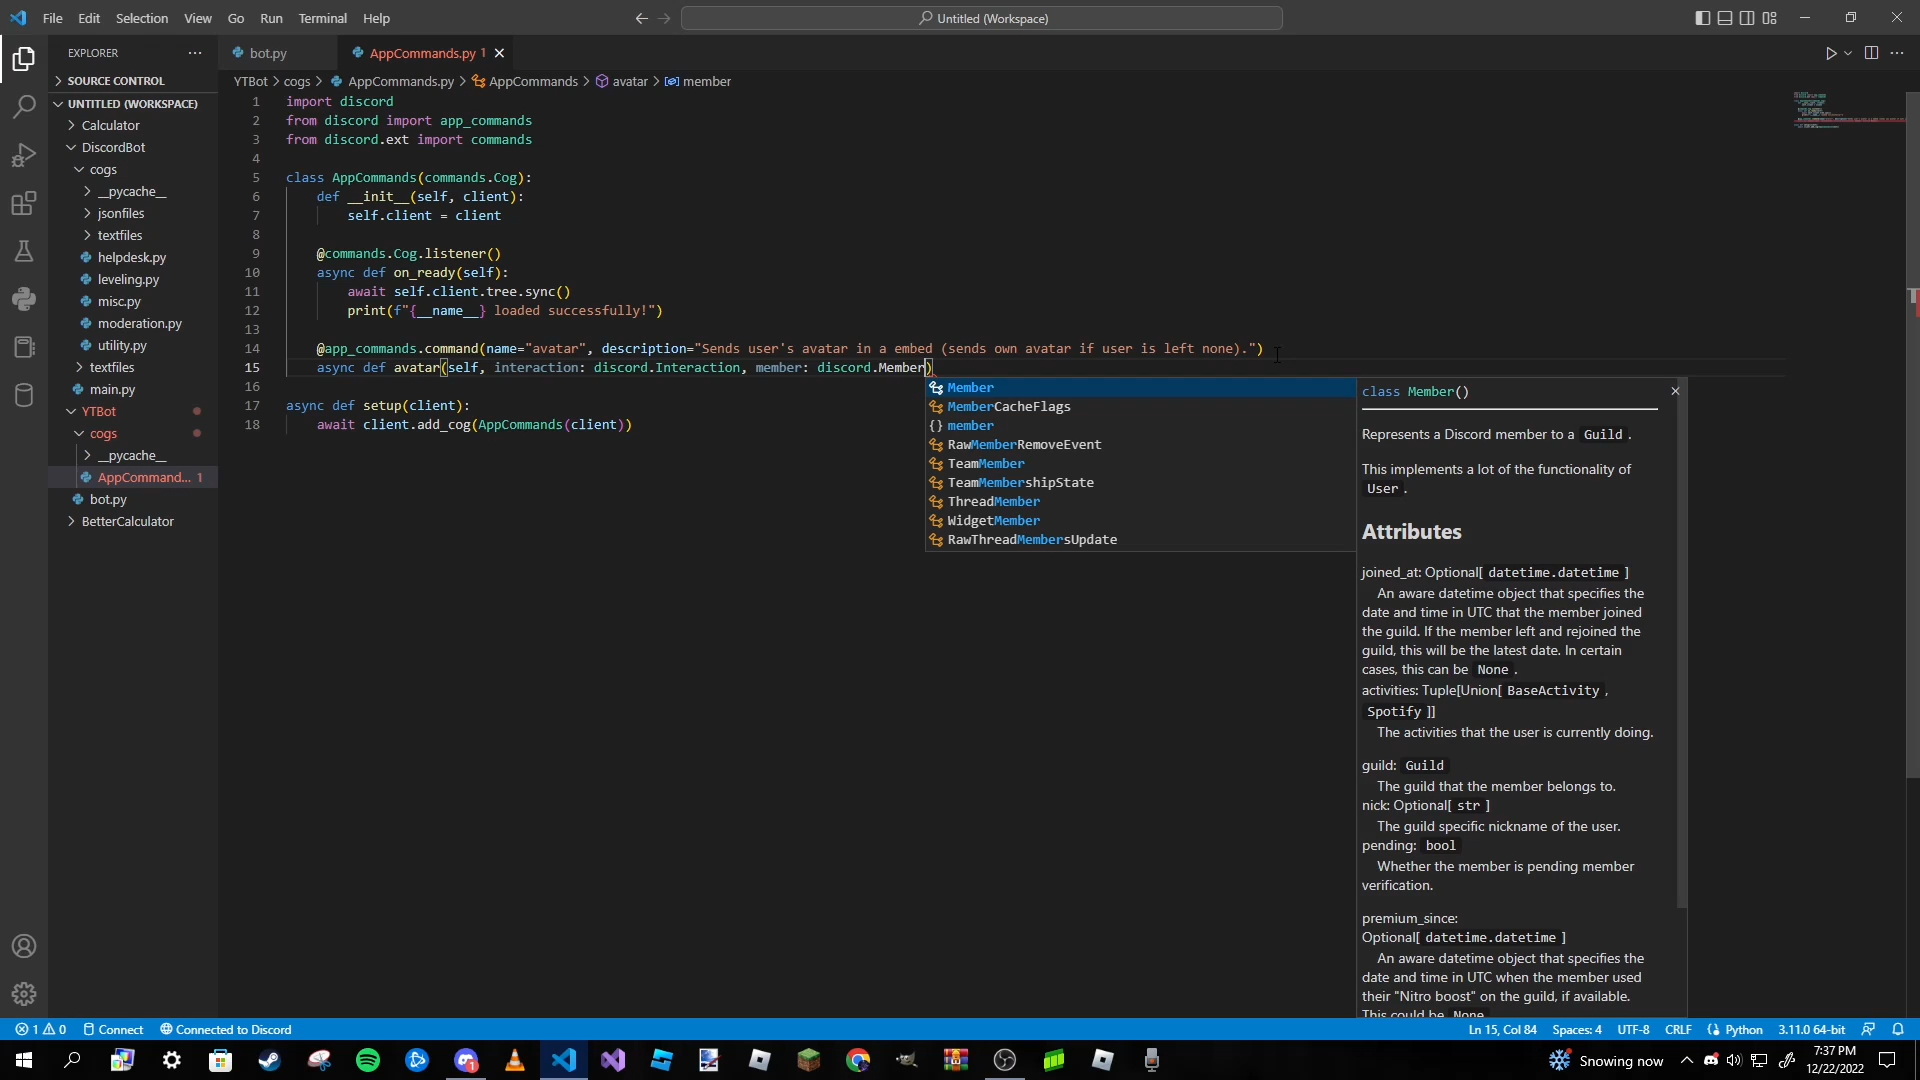 File Edit Selection View Go Run Terminal Help
Untitled (Workspace)
EXPLORER
bot.py
AppCommands.py 1
SOURCE CONTROL
YTBot > cogs > AppCommands.py > AppCommands > avatar > member
UNTITLED (WORKSPACE)
Calculator
DiscordBot
cogs
__pycache__
jsonfiles
textfiles
helpdesk.py
leveling.py
misc.py
moderation.py
utility.py
textfiles
main.py
YTBot
cogs
__pycache__
AppCommand... 1
bot.py
BetterCalculator
1 import discord
2 from discord import app_commands
3 from discord.ext import commands
4
5 class AppCommands(commands.Cog):
6 def __init__(self, client):
7 self.client = client
8
9 @commands.Cog.listener()
10 async def on_ready(self):
11 await self.client.tree.sync()
12 print(f"{__name__} loaded successfully!")
13
14 @app_commands.command(name="avatar", description="Sends user's avatar in a embed (sends own avatar if user is left none).")
15 async def avatar(self, interaction: discord.Interaction, member: discord.Member)
16
17 async def setup(client):
18 await client.add_cog(AppCommands(client))
Member
MemberCacheFlags
member
RawMemberRemoveEvent
TeamMember
TeamMembershipState
ThreadMember
WidgetMember
RawThreadMembersUpdate
class Member()
Represents a Discord member to a Guild.
This implements a lot of the functionality of
User.
Attributes
joined_at: Optional[ datetime.datetime ]
An aware datetime object that specifies the
date and time in UTC that the member joined
the guild. If the member left and rejoined the
guild, this will be the latest date. In certain
cases, this can be None.
activities: Tuple[Union[ BaseActivity,
Spotify ]]
The activities that the user is currently doing.
guild: Guild
The guild that the member belongs to.
nick: Optional[ str ]
The guild specific nickname of the user.
pending: bool
Whether the member is pending member
verification.
premium_since:
Optional[ datetime.datetime ]
An aware datetime object that specifies the
date and time in UTC when the member used
their "Nitro boost" on the guild, if available.
This could be None
1 0 Connect Connected to Discord
Ln 15, Col 84 Spaces: 4 UTF-8 CRLF Python 3.11.0 64-bit
Snowing now
7:37 PM
12/22/2022